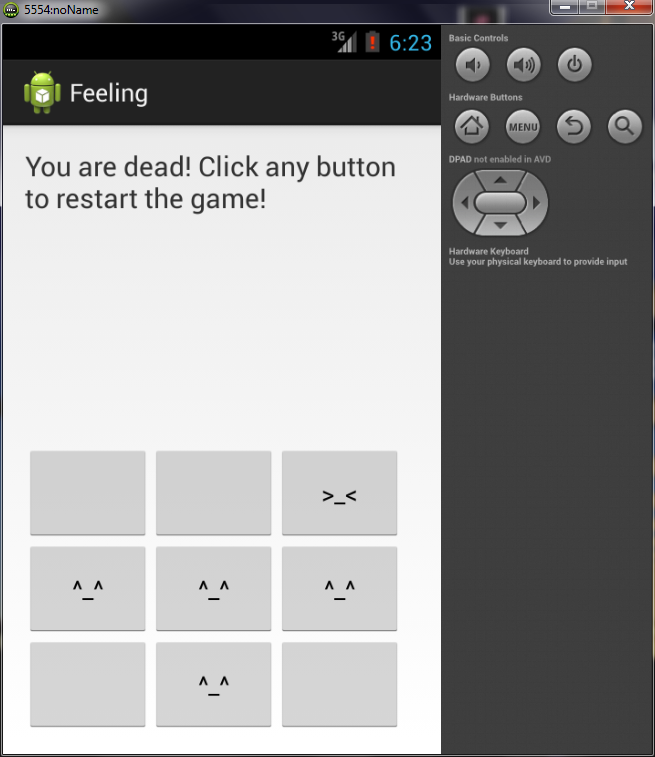 5554:noName
3G 6:23
Feeling
You are dead! Click any button
to restart the game!
>_<
^_^ ^_^ ^_^
^_^
Basic Controls
Hardware Buttons
MENU
DPAD not enabled in AVD
Hardware Keyboard
Use your physical keyboard to provide input